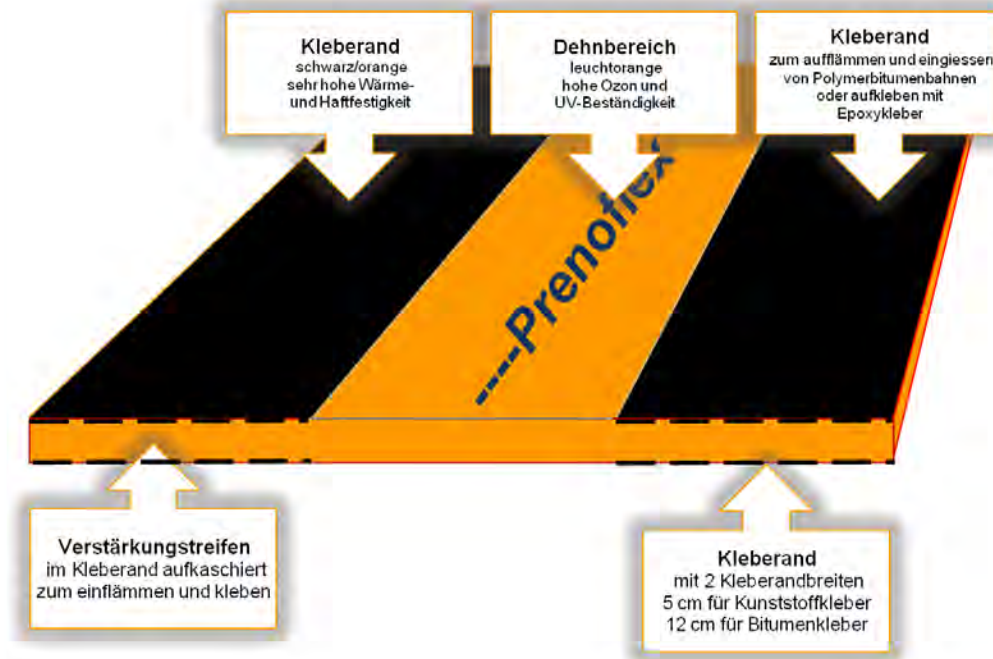 Kleberand
schwarz/orange
sehr hohe Wärme-
und Haftfestigkeit
Dehnbereich
leuchtorange
hohe Ozon und
UV-Beständigkeit
Kleberand
zum aufflämmen und eingiessen
von Polymerbitumenbahnen
oder aufkleben mit
Epoxykleber
----Prenoflex
Verstärkungstreifen
im Kleberand aufkaschiert
zum einflämmen und kleben
Kleberand
mit 2 Kleberandbreiten
5 cm für Kunststoffkleber
12 cm für Bitumenkleber